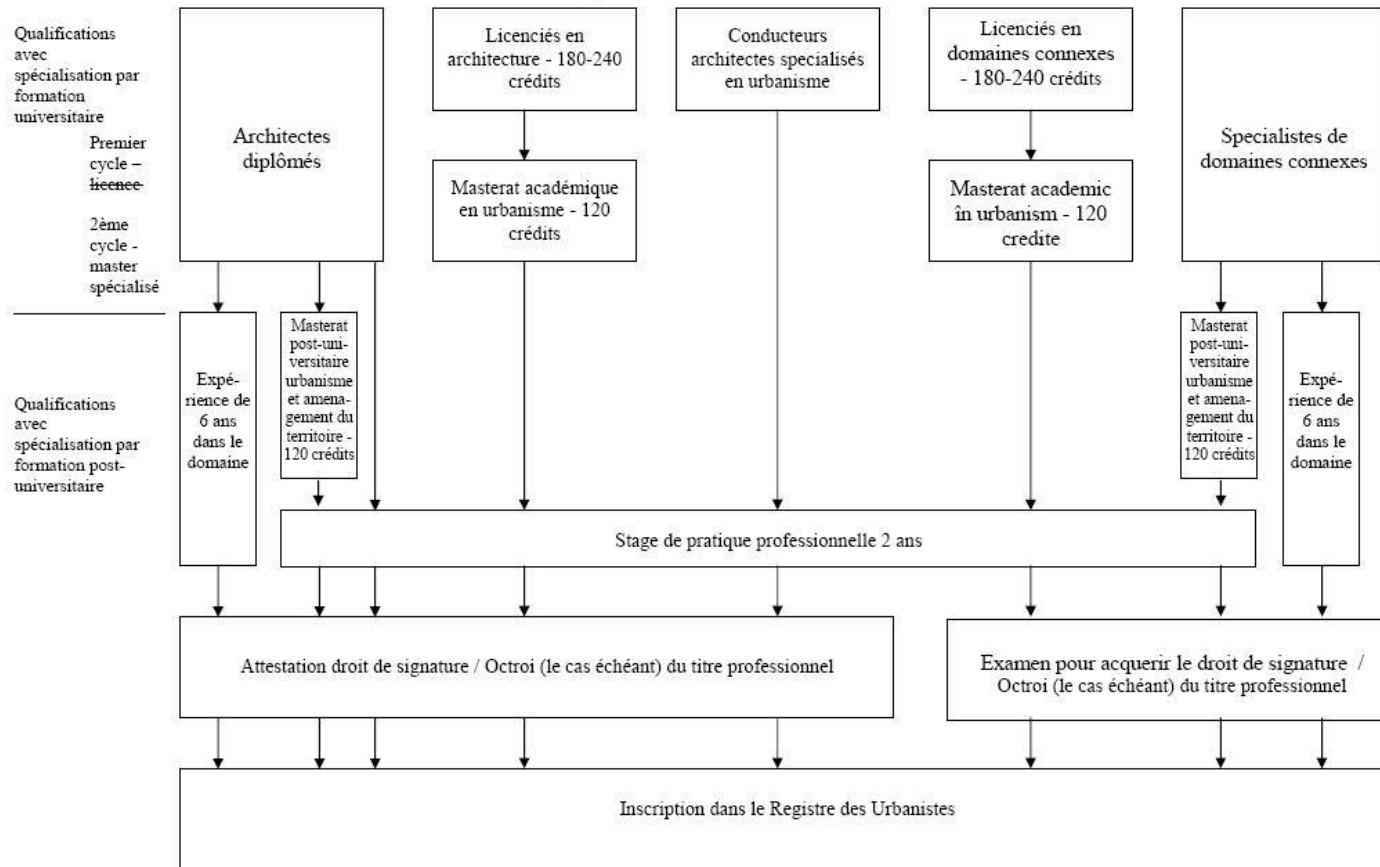 Qualifications
avec
spécialisation par
formation
universitaire
Premier
cycle –
licence
2ème
cycle -
master
spécialisé
Qualifications
avec
spécialisation par
formation post-
universitaire
Architectes
diplômés
Licenciés en
architecture - 180-240
crédits
Conducteurs
architectes specialisés
en urbanisme
Licenciés en
domaines connexes
- 180-240 crédits
Specialistes de
domaines connexes
Masterat académique
en urbanisme - 120
crédits
Masterat academic
în urbanism - 120
credite
Expé-
rience de
6 ans
dans le
domaine
Masterat
post-uni-
versitaire
urbanisme
et amena-
gement du
territoire -
120 crédits
Masterat
post-uni-
versitaire
urbanisme
et amena-
gement du
territoire -
120 crédits
Expé-
rience de
6 ans
dans le
domaine
Stage de pratique professionnelle 2 ans
Attestation droit de signature / Octroi (le cas échéant) du titre professionnel
Examen pour acquerir le droit de signature /
Octroi (le cas échéant) du titre professionnel
Inscription dans le Registre des Urbanistes